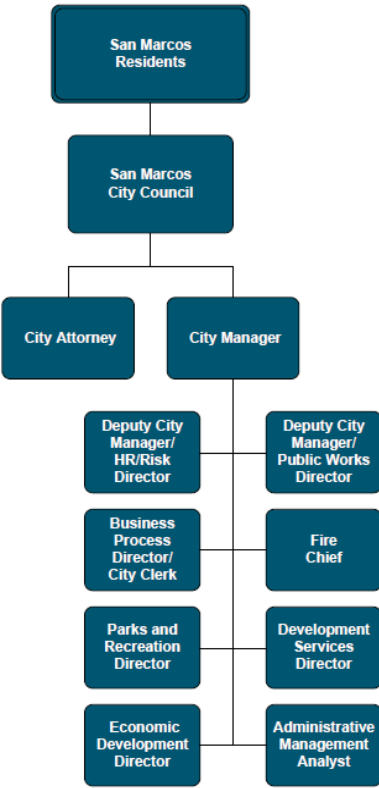 San Marcos
Residents
San Marcos
City Council
City Attorney
City Manager
Deputy City
Manager/
HR/Risk
Director
Deputy City
Manager/
Public Works
Director
Business
Process
Director/
City Clerk
Fire
Chief
Parks and
Recreation
Director
Development
Services
Director
Economic
Development
Director
Administrative
Management
Analyst